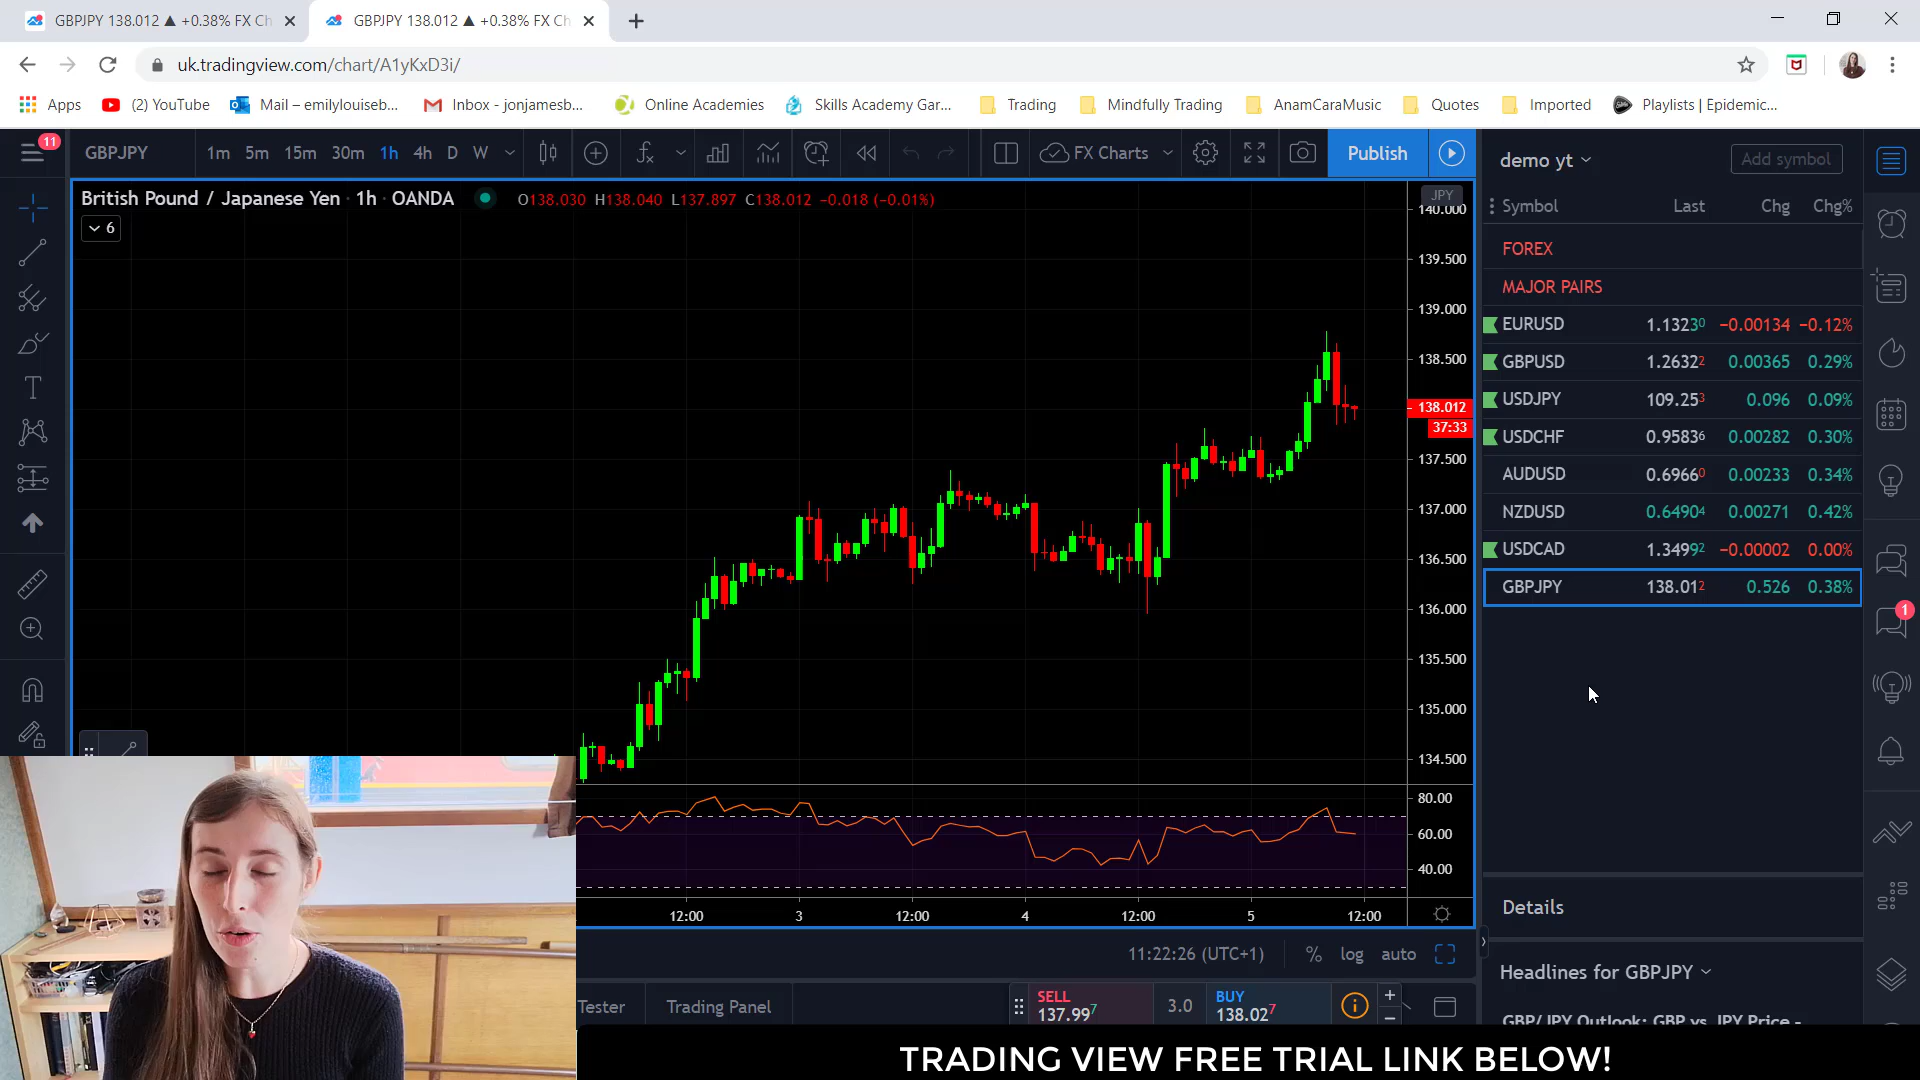 GBPJPY 138.012 ▲ +0.38% FX Ch
GBPJPY 138.012 ▲ +0.38% FX Ch
uk.tradingview.com/chart/A1yKxD3i/
Apps
(2) YouTube
Mail – emilylouiseb...
Inbox - jonjamesb...
Online Academies
Skills Academy Gar...
Trading
Mindfully Trading
AnamCaraMusic
Quotes
Imported
Playlists | Epidemic...
11
GBPJPY
1m 5m 15m 30m 1h 4h D W
FX Charts
Publish
demo yt
Add symbol
British Pound / Japanese Yen · 1h · OANDA
O138.030 H138.040 L137.897 C138.012 −0.018 (−0.01%)
6
JPY
140.000
139.500
139.000
138.500
138.012
37:33
137.500
137.000
136.500
136.000
135.500
135.000
134.500
80.00
60.00
40.00
12:00 3 12:00 4 12:00 5 12:00
Symbol Last Chg Chg%
FOREX
MAJOR PAIRS
EURUSD 1.13230 −0.00134 −0.12%
GBPUSD 1.26322 0.00365 0.29%
USDJPY 109.253 0.096 0.09%
USDCHF 0.95836 0.00282 0.30%
AUDUSD 0.69660 0.00233 0.34%
NZDUSD 0.64904 0.00271 0.42%
USDCAD 1.34992 −0.00002 0.00%
GBPJPY 138.012 0.526 0.38%
1
Details
Headlines for GBPJPY
GBP/JPY Outlook: GBP vs. JPY Price -
11:22:26 (UTC+1) % log auto
Tester
Trading Panel
SELL
137.997
3.0
BUY
138.027
TRADING VIEW FREE TRIAL LINK BELOW!